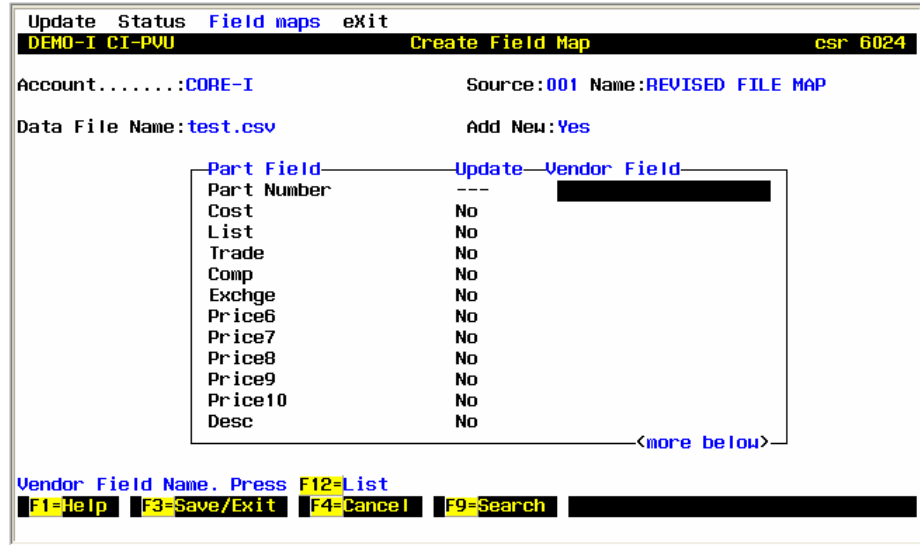 Update Status Field maps eXit
DEMO-I CI-PVU Create Field Map csr 6024
Account.......:CORE-I Source:001 Name:REVISED FILE MAP
Data File Name:test.csv Add New:Yes
Part Field Update Vendor Field
Part Number ---
Cost No
List No
Trade No
Comp No
Exchge No
Price6 No
Price7 No
Price8 No
Price9 No
Price10 No
Desc No
<more below>
Vendor Field Name. Press F12=List
F1=Help F3=Save/Exit F4=Cancel F9=Search